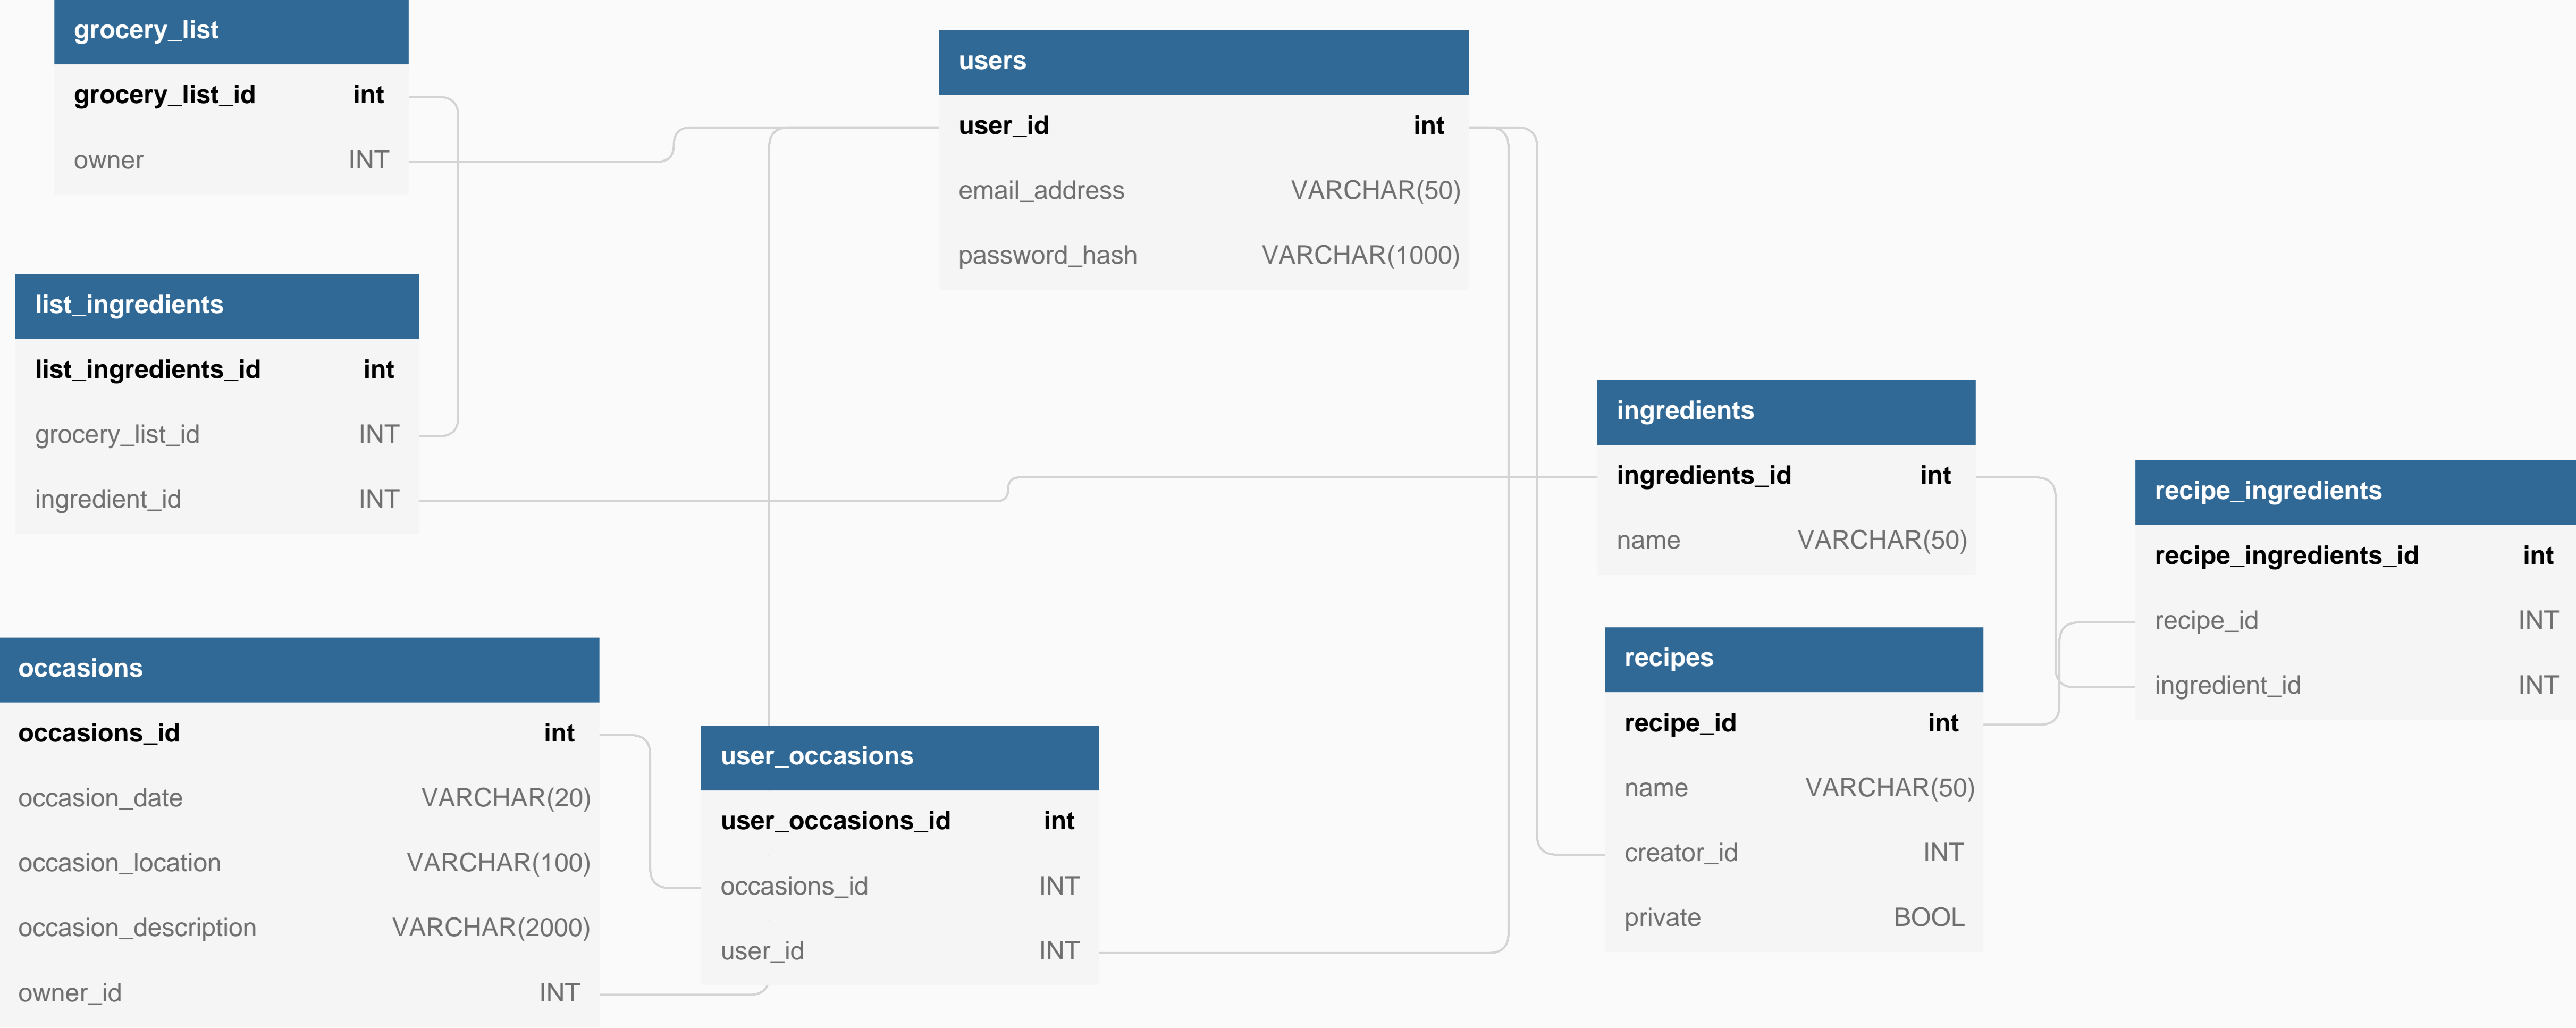 grocery_list
grocery_list_id int
owner INT
users
user_id int
email_address VARCHAR(50)
password_hash VARCHAR(1000)
list_ingredients
list_ingredients_id int
grocery_list_id INT
ingredient_id INT
ingredients
ingredients_id int
name VARCHAR(50)
recipe_ingredients
recipe_ingredients_id int
recipe_id INT
ingredient_id INT
occasions
occasions_id int
occasion_date VARCHAR(20)
occasion_location VARCHAR(100)
occasion_description VARCHAR(2000)
owner_id INT
user_occasions
user_occasions_id int
occasions_id INT
user_id INT
recipes
recipe_id int
name VARCHAR(50)
creator_id INT
private BOOL